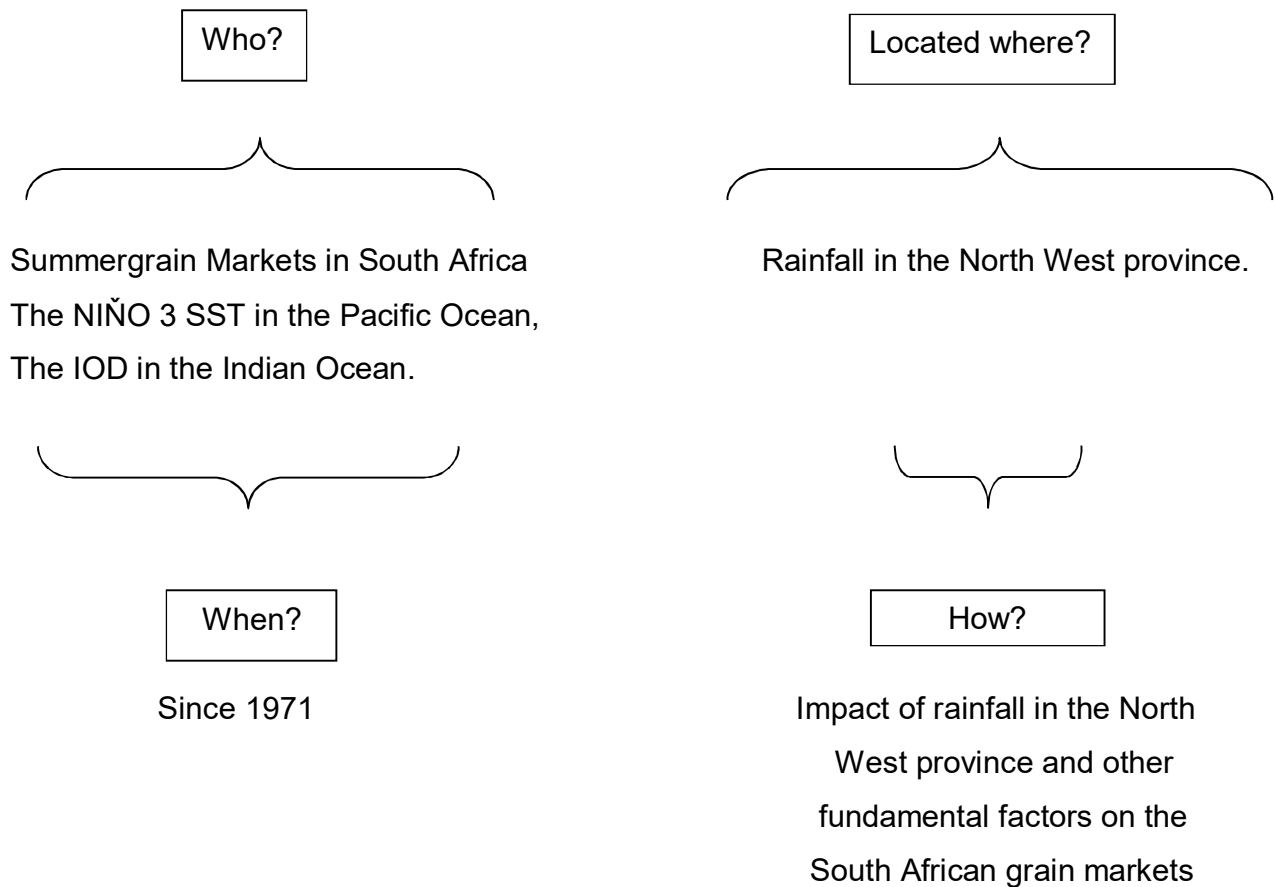 Who?
Located where?
Summergrain Markets in South Africa
The NIŇO 3 SST in the Pacific Ocean,
The IOD in the Indian Ocean.
Rainfall in the North West province.
When?
Since 1971
How?
Impact of rainfall in the North
West province and other
fundamental factors on the
South African grain markets